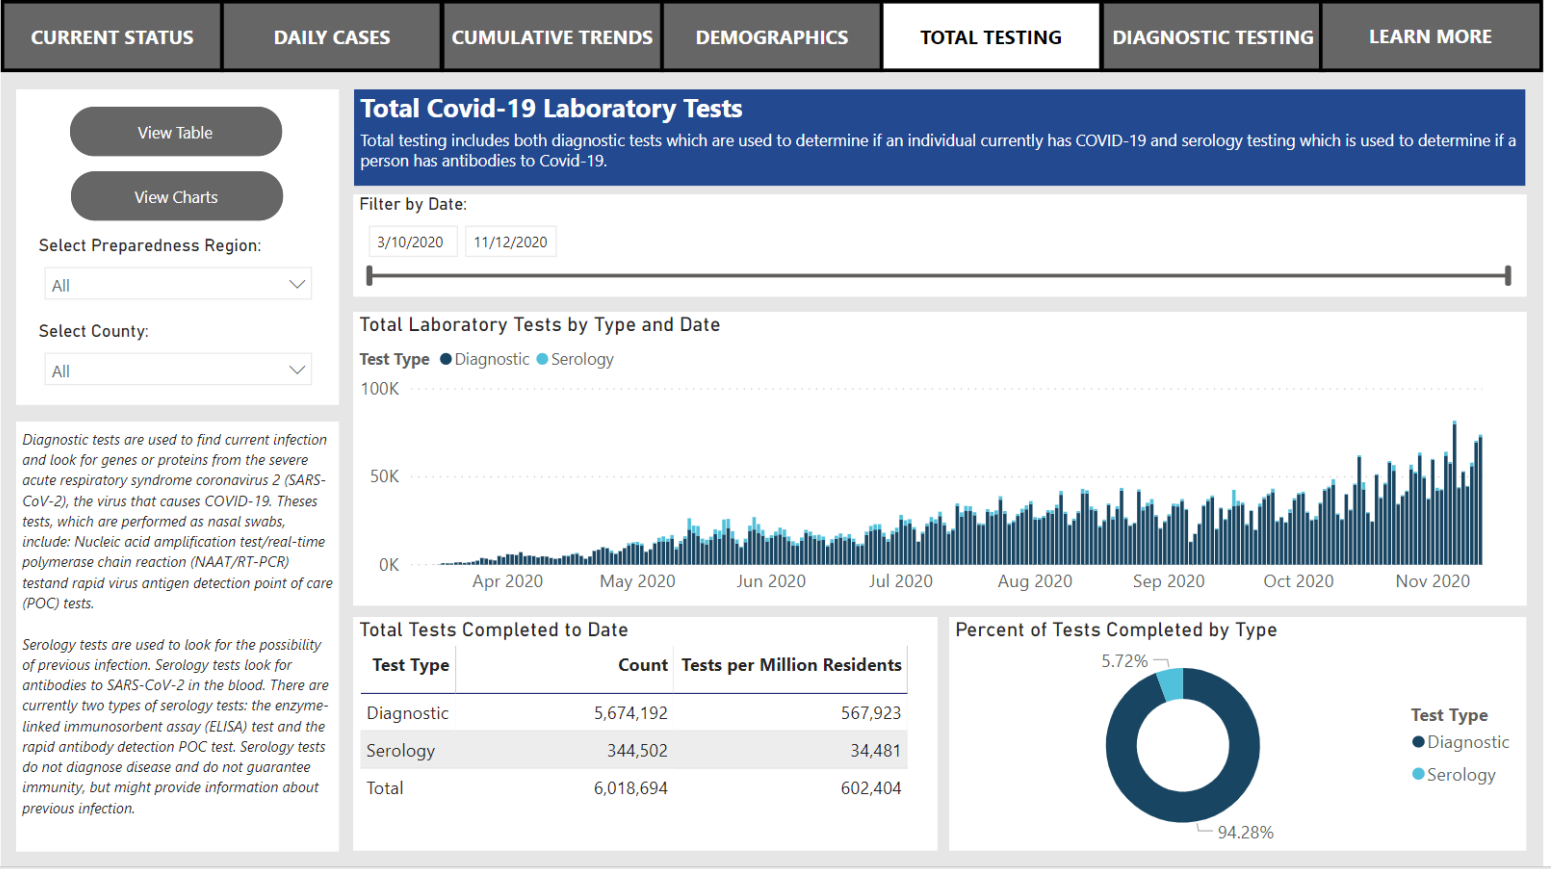 CURRENT STATUS
DAILY CASES
CUMULATIVE TRENDS
DEMOGRAPHICS
TOTAL TESTING
DIAGNOSTIC TESTING
LEARN MORE
View Table
View Charts
Select Preparedness Region:
All
Select County:
All
Diagnostic tests are used to find current infection
and look for genes or proteins from the severe
acute respiratory syndrome coronavirus 2 (SARS-
CoV-2), the virus that causes COVID-19. Theses
tests, which are performed as nasal swabs,
include: Nucleic acid amplification test/real-time
polymerase chain reaction (NAAT/RT-PCR)
testand rapid virus antigen detection point of care
(POC) tests.
Serology tests are used to look for the possibility
of previous infection. Serology tests look for
antibodies to SARS-CoV-2 in the blood. There are
currently two types of serology tests: the enzyme-
linked immunosorbent assay (ELISA) test and the
rapid antibody detection POC test. Serology tests
do not diagnose disease and do not guarantee
immunity, but might provide information about
previous infection.
Total Covid-19 Laboratory Tests
Total testing includes both diagnostic tests which are used to determine if an individual currently has COVID-19 and serology testing which is used to determine if a
person has antibodies to Covid-19.
Filter by Date:
3/10/2020 11/12/2020
Total Laboratory Tests by Type and Date
Test Type Diagnostic Serology
100K
50K
0K
Apr 2020 May 2020 Jun 2020 Jul 2020 Aug 2020 Sep 2020 Oct 2020 Nov 2020
Total Tests Completed to Date
Test Type Count Tests per Million Residents
Diagnostic 5,674,192 567,923
Serology 344,502 34,481
Total 6,018,694 602,404
Percent of Tests Completed by Type
5.72%
94.28%
Test Type
Diagnostic
Serology